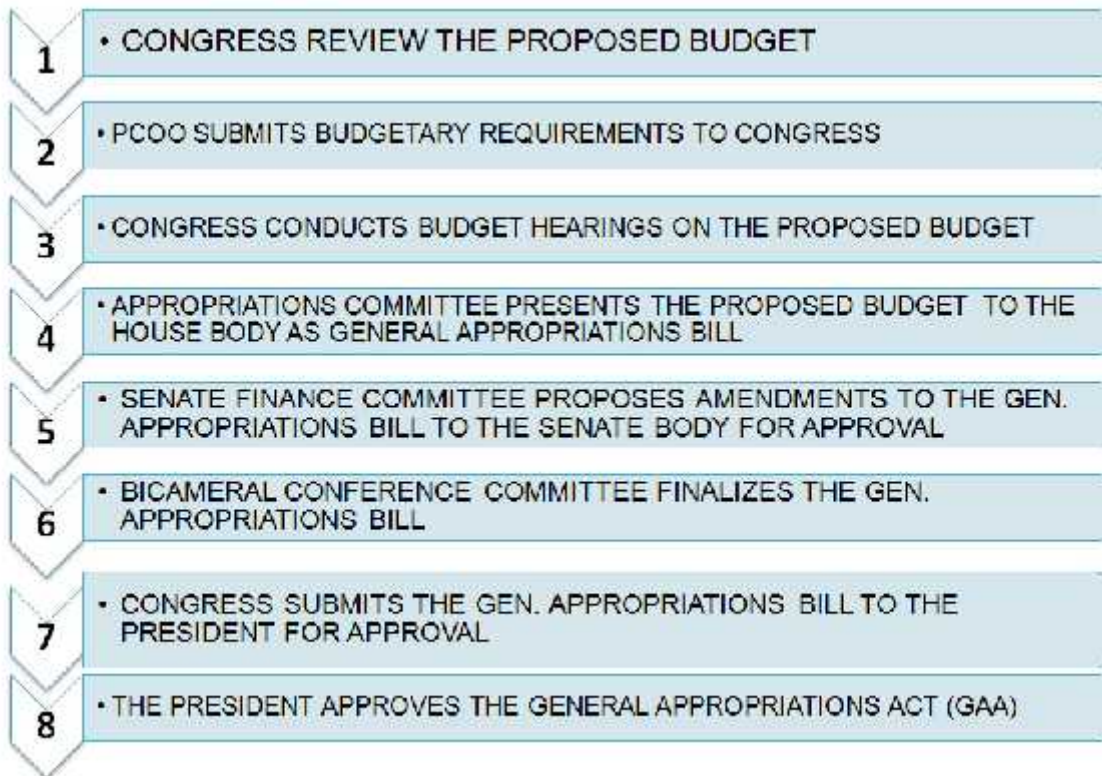 1
• CONGRESS REVIEW THE PROPOSED BUDGET
2
• PCOO SUBMITS BUDGETARY REQUIREMENTS TO CONGRESS
3
• CONGRESS CONDUCTS BUDGET HEARINGS ON THE PROPOSED BUDGET
4
• APPROPRIATIONS COMMITTEE PRESENTS THE PROPOSED BUDGET TO THE
HOUSE BODY AS GENERAL APPROPRIATIONS BILL
5
• SENATE FINANCE COMMITTEE PROPOSES AMENDMENTS TO THE GEN.
APPROPRIATIONS BILL TO THE SENATE BODY FOR APPROVAL
6
• BICAMERAL CONFERENCE COMMITTEE FINALIZES THE GEN.
APPROPRIATIONS BILL
7
• CONGRESS SUBMITS THE GEN. APPROPRIATIONS BILL TO THE
PRESIDENT FOR APPROVAL
8
• THE PRESIDENT APPROVES THE GENERAL APPROPRIATIONS ACT (GAA)